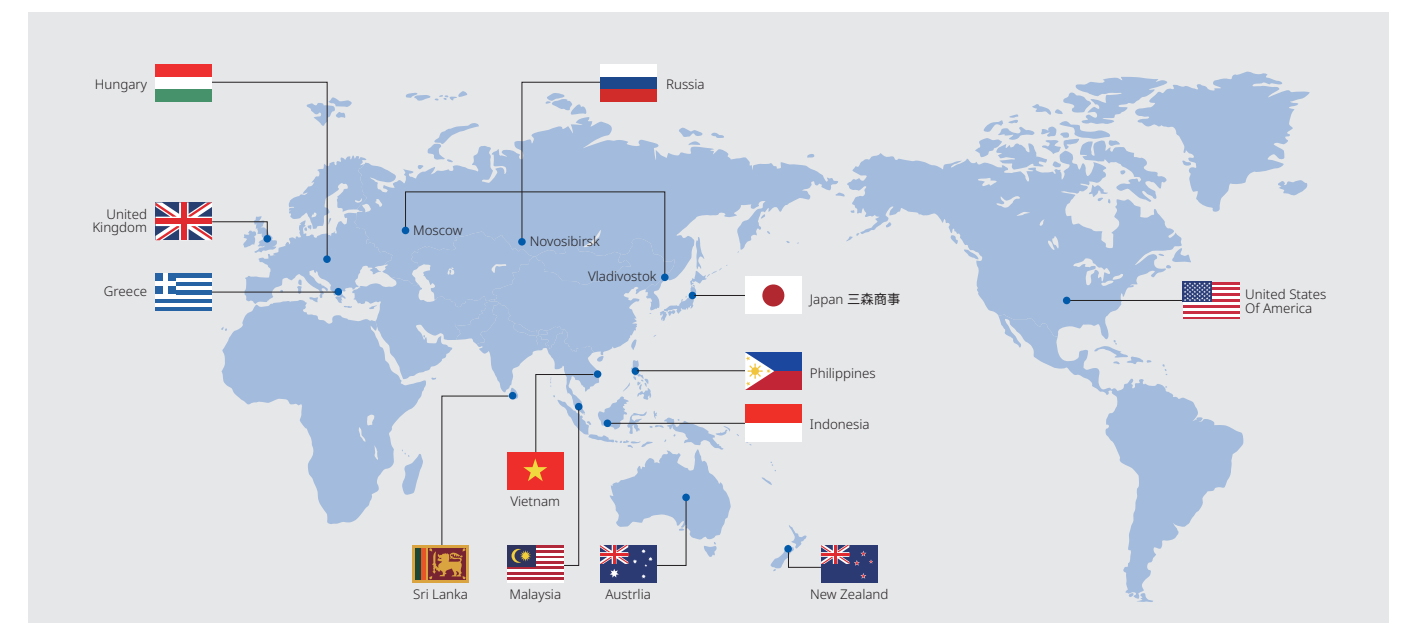 Hungary
Russia
United
Kingdom
Moscow
Novosibirsk
Vladivostok
Greece
Japan 三森商事
United States
Of America
Philippines
Indonesia
Vietnam
Sri Lanka
Malaysia
Austrlia
New Zealand